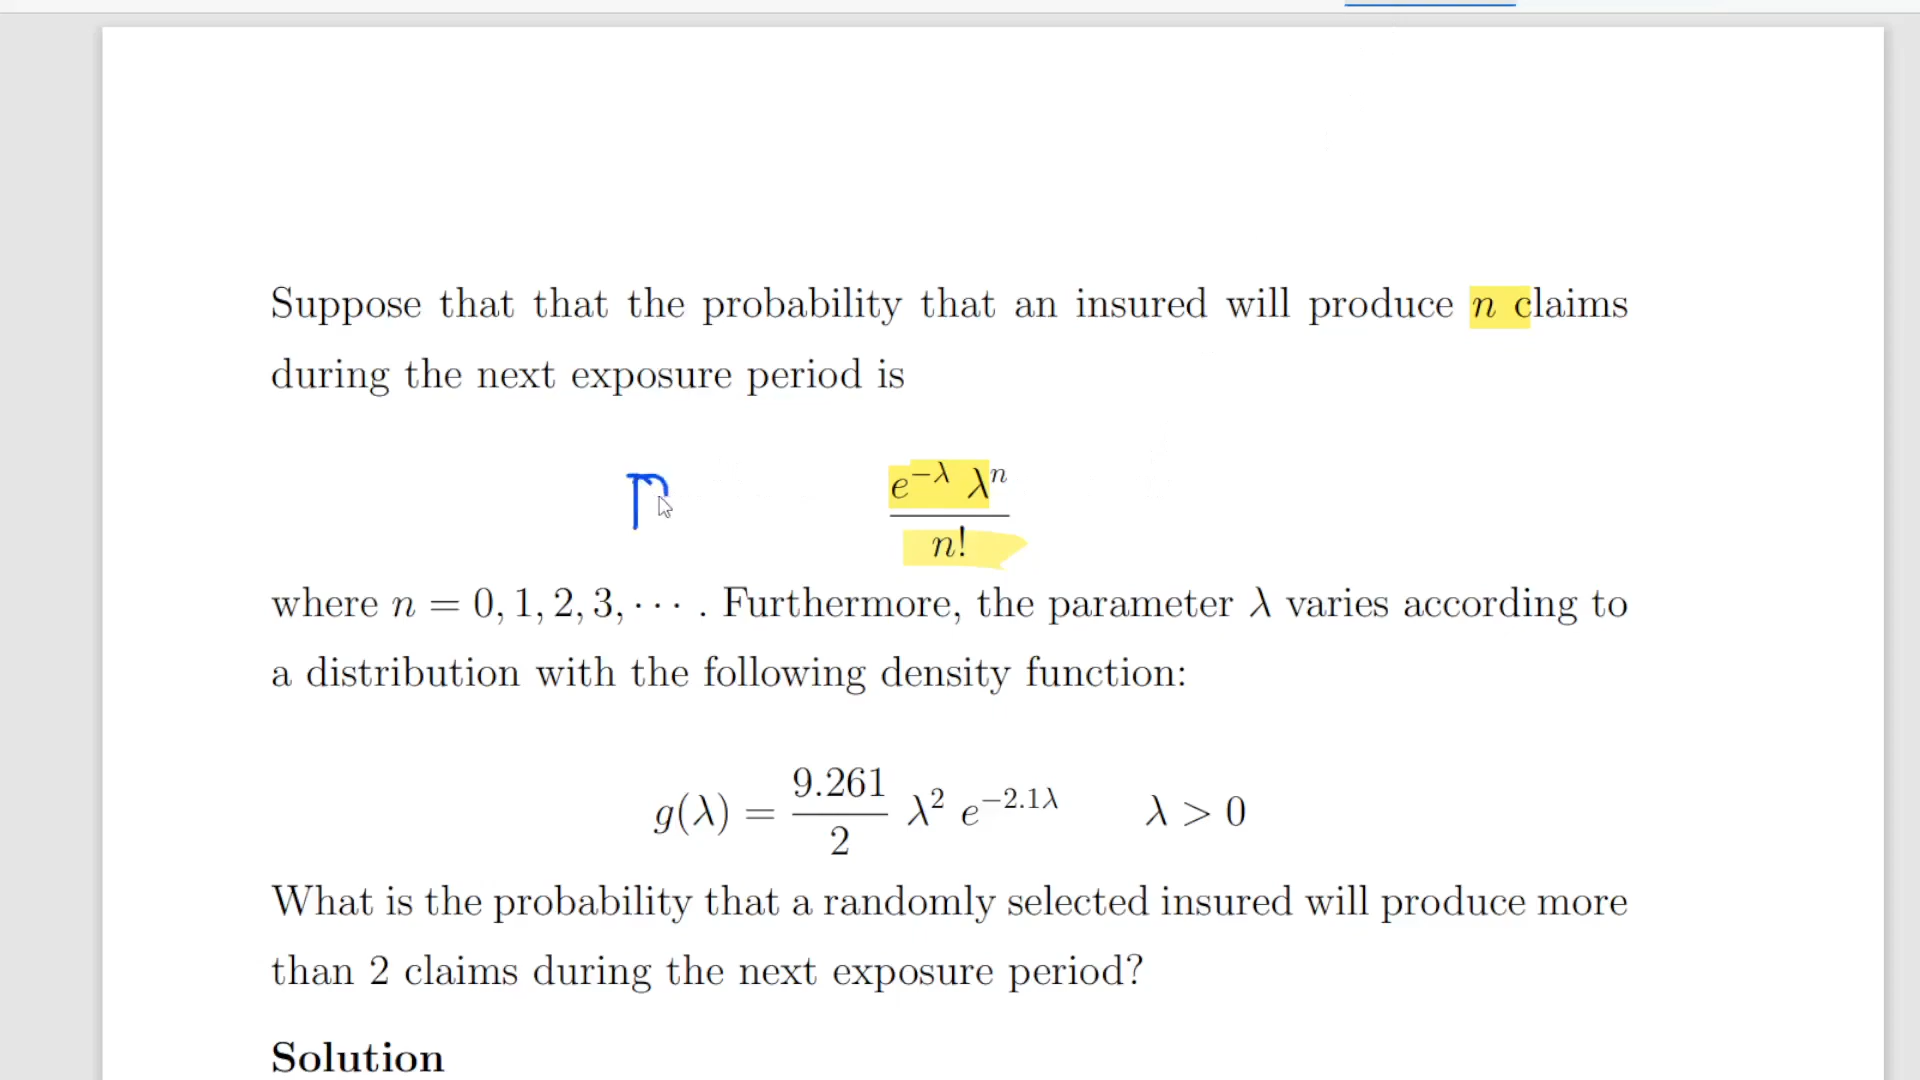 Suppose that that the probability that an insured will produce n claims
during the next exposure period is
e^{-λ} λ^n
n!
where n = 0, 1, 2, 3, ⋯ . Furthermore, the parameter λ varies according to
a distribution with the following density function:
g(λ) = \frac{9.261}{2} λ^2 e^{-2.1λ} λ > 0
What is the probability that a randomly selected insured will produce more
than 2 claims during the next exposure period?
Solution